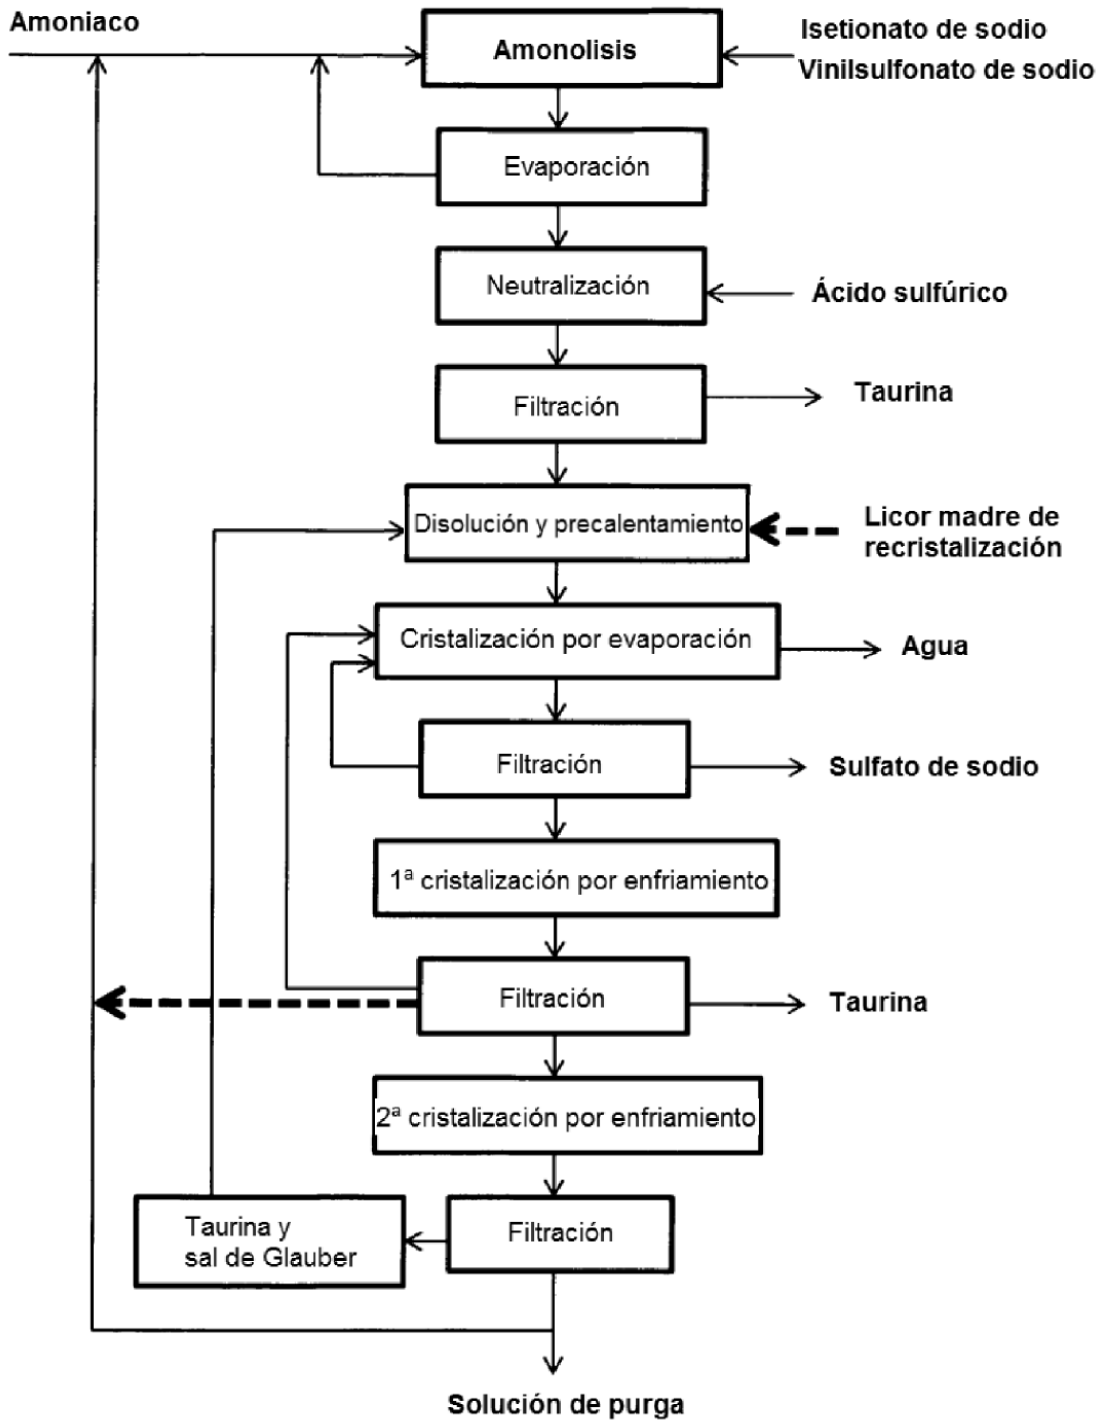 Amoniaco
Amonolisis
Isetionato de sodio
Vinilsulfonato de sodio
Evaporación
Neutralización
Ácido sulfúrico
Filtración
Taurina
Disolución y precalentamiento
Licor madre de
recristalización
Cristalización por evaporación
Agua
Filtración
Sulfato de sodio
1ª cristalización por enfriamiento
Filtración
Taurina
2ª cristalización por enfriamiento
Taurina y
sal de Glauber
Filtración
Solución de purga